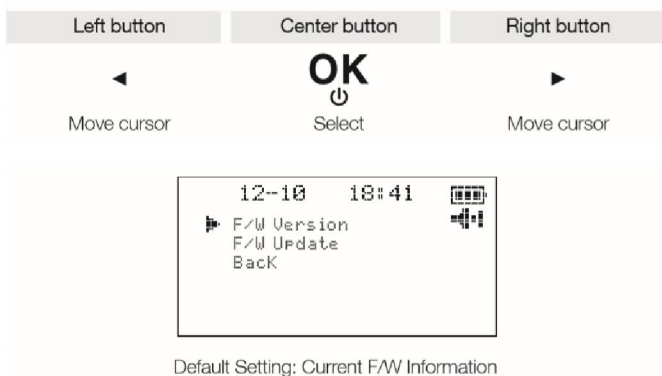 Left button Center button Right button
◄ OK ►
Move cursor Select Move cursor
12-10 18:41
F/W Version
F/W Update
Back
Default Setting: Current F/W Information